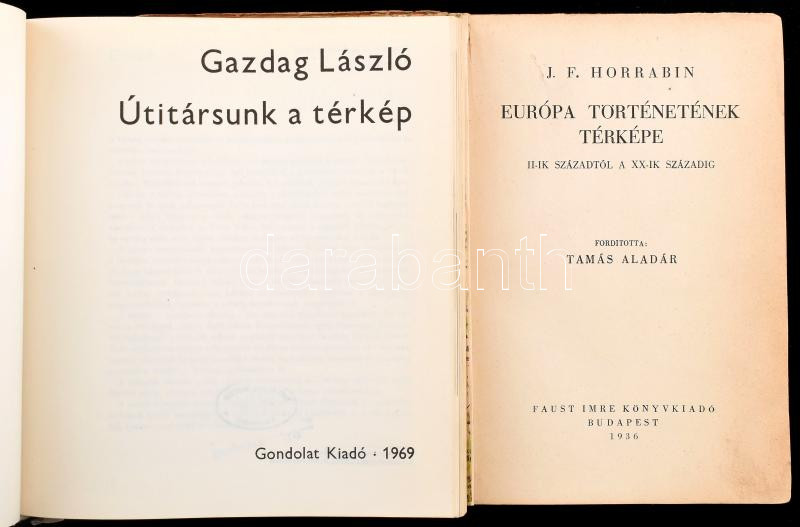 Gazdag László
Útitársunk a térkép
Gondolat Kiadó · 1969
J. F. HORRABIN
EURÓPA TÖRTÉNETÉNEK
TÉRKÉPE
II-IK SZÁZADTÓL A XX-IK SZÁZADIG
FORDITOTTA:
TAMÁS ALADÁR
FAUST IMRE KÖNYVKIADÓ
BUDAPEST
1936
darabanth